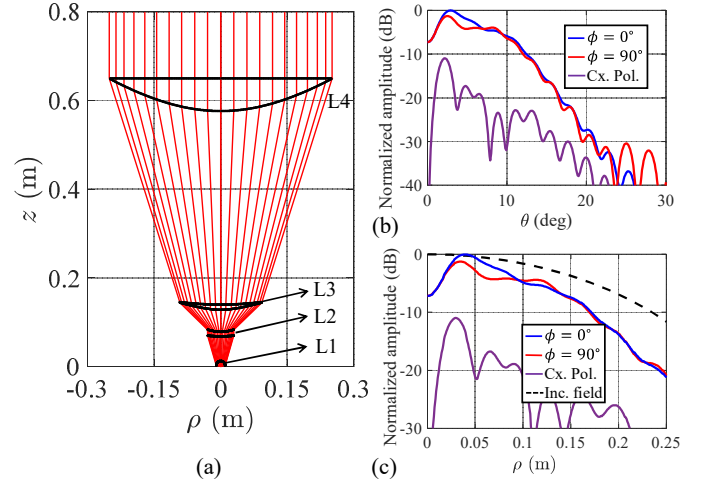 0.8
0.6
0.4
0.2
0
z (m)
-0.3
-0.15
0
0.15
0.3
ρ (m)
L4
L3
L2
L1
(a)
0
-10
-20
-30
-40
Normalized amplitude (dB)
0
10
20
30
θ (deg)
ϕ = 0°
ϕ = 90°
Cx. Pol.
(b)
0
-10
-20
-30
Normalized amplitude (dB)
0
0.05
0.1
0.15
0.2
0.25
ρ (m)
ϕ = 0°
ϕ = 90°
Cx. Pol.
Inc. field
(c)